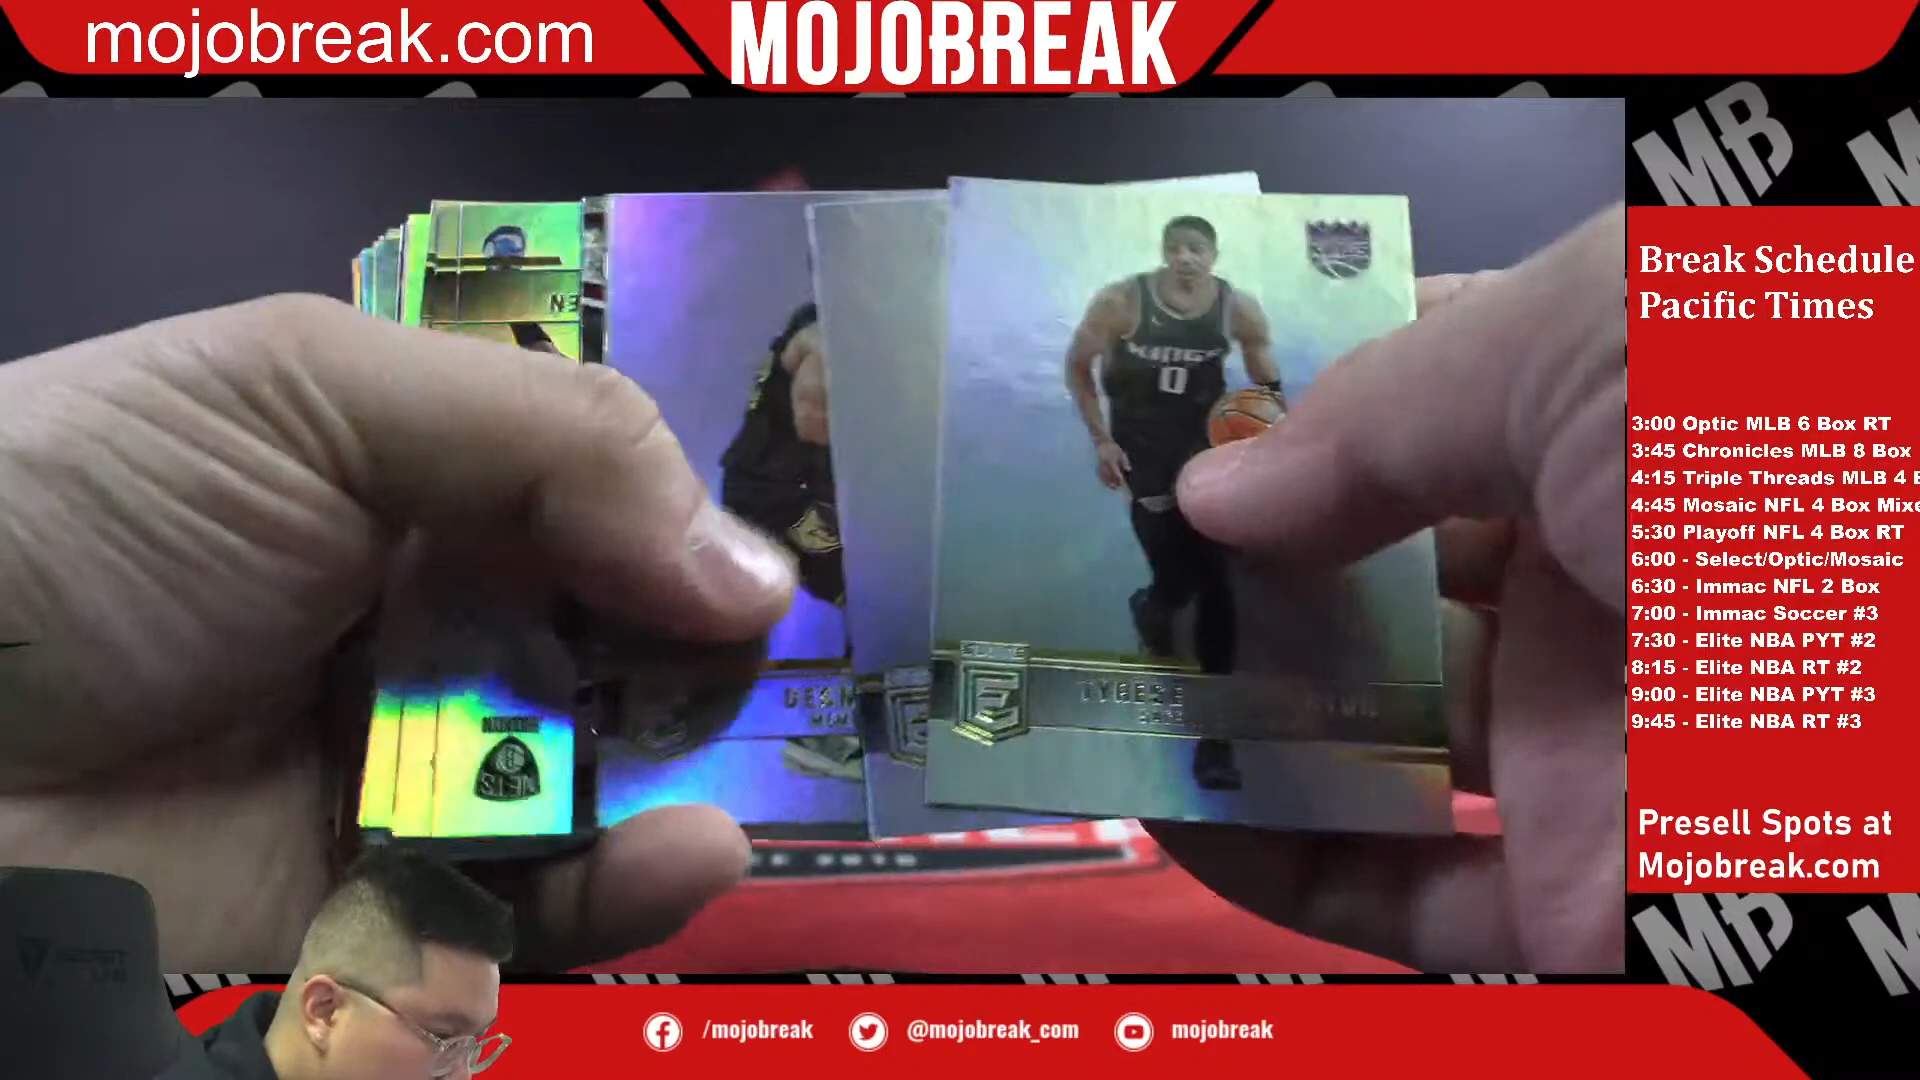 mojobreak.com
MOJOBREAK
MB
Break Schedule
Pacific Times
3:00 Optic MLB 6 Box RT
3:45 Chronicles MLB 8 Box
4:15 Triple Threads MLB 4
4:45 Mosaic NFL 4 Box
5:30 Playoff NFL 4 Box RT
6:00 - Select/Optic/Mosaic
6:30 - Immac NFL 2 Box
7:00 - Immac Soccer #3
7:30 - Elite NBA PYT #2
8:15 - Elite NBA RT #2
9:00 - Elite NBA PYT #3
9:45 - Elite NBA RT #3
Presell Spots at
Mojobreak.com
MB
KINGS
0
TYRESE
NETS
/mojobreak
@mojobreak_com
mojobreak